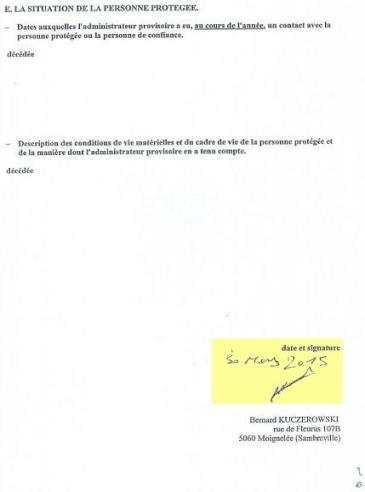 E. LA SITUATION DE LA PERSONNE PROTEGEE.
– Dates auxquelles l'administrateur provisoire a eu, au cours de l'année, un contact avec la
personne protégée ou la personne de confiance.
décédée
– Description des conditions de vie matérielles et du cadre de vie de la personne protégée et
de la manière dont l'administrateur provisoire en a tenu compte.
décédée
date et signature
30 Mars 2015
Bernard KUCZEROWSKI
rue de Fleurus 107B
5060 Moignelée (Sambreville)